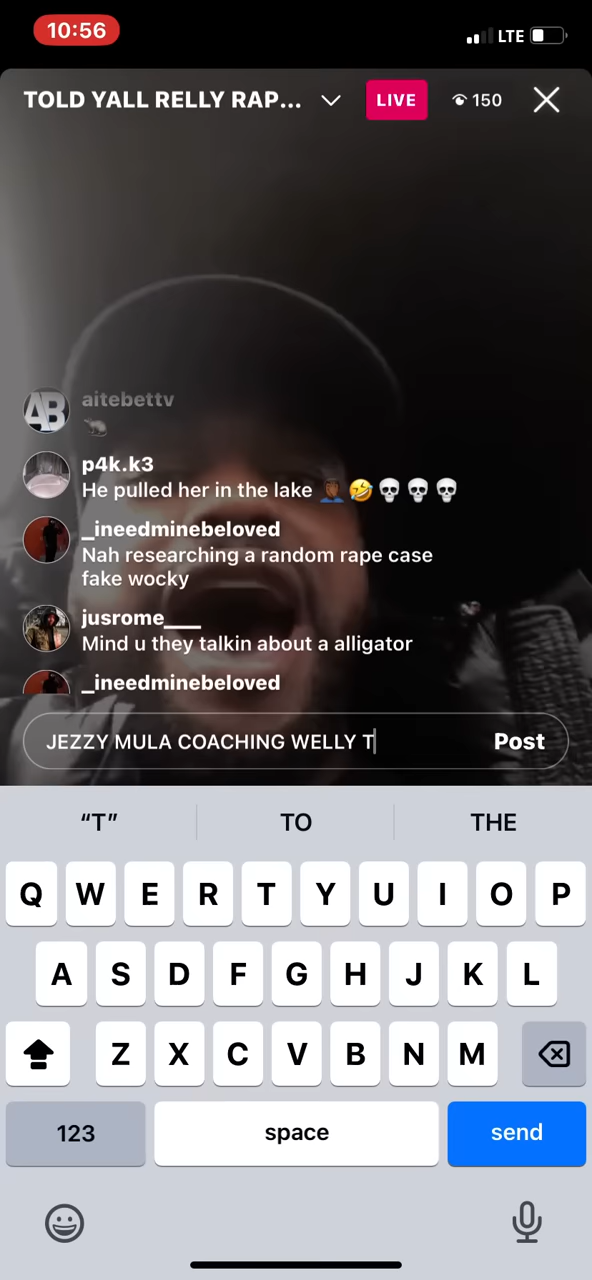 10:56
LTE
TOLD YALL RELLY RAP...
LIVE
150
aitebettv
p4k.k3
He pulled her in the lake 🤦🏾‍♂️🤣💀💀💀
_ineedminebeloved
Nah researching a random rape case
fake wocky
jusrome___
Mind u they talkin about a alligator
_ineedminebeloved
JEZZY MULA COACHING WELLY T
Post
“T”
TO
THE
Q W E R T Y U I O P
A S D F G H J K L
Z X C V B N M
123
space
send